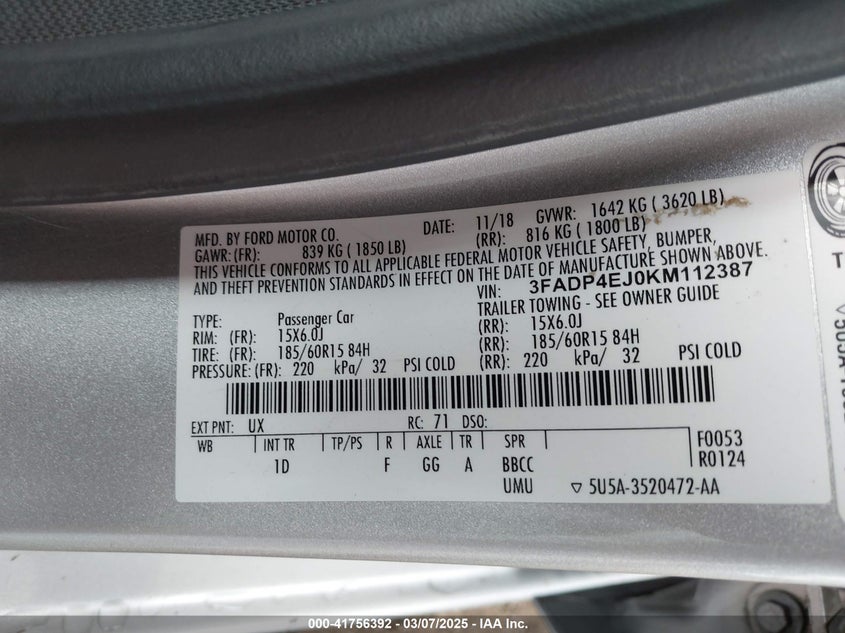 MFD. BY FORD MOTOR CO. DATE: 11/18 GVWR: 1642 KG ( 3620 LB)
GAWR: (FR): 839 KG ( 1850 LB) (RR): 816 KG ( 1800 LB)
THIS VEHICLE CONFORMS TO ALL APPLICABLE FEDERAL MOTOR VEHICLE SAFETY, BUMPER,
AND THEFT PREVENTION STANDARDS IN EFFECT ON THE DATE OF MANUFACTURE SHOWN ABOVE.
VIN: 3FADP4EJ0KM112387
TYPE: Passenger Car TRAILER TOWING - SEE OWNER GUIDE
RIM: (FR): 15X6.0J (RR): 15X6.0J
TIRE: (FR): 185/60R15 84H (RR): 185/60R15 84H
PRESSURE: (FR): 220 kPa/ 32 PSI COLD (RR): 220 kPa/ 32 PSI COLD
EXT PNT: UX RC: 71 DSO:
WB INT TR TP/PS R AXLE TR SPR F0053
1D F GG A BBCC R0124
UMU ▽ 5U5A-3520472-AA
000-41756392 - 03/07/2025 - IAA Inc.